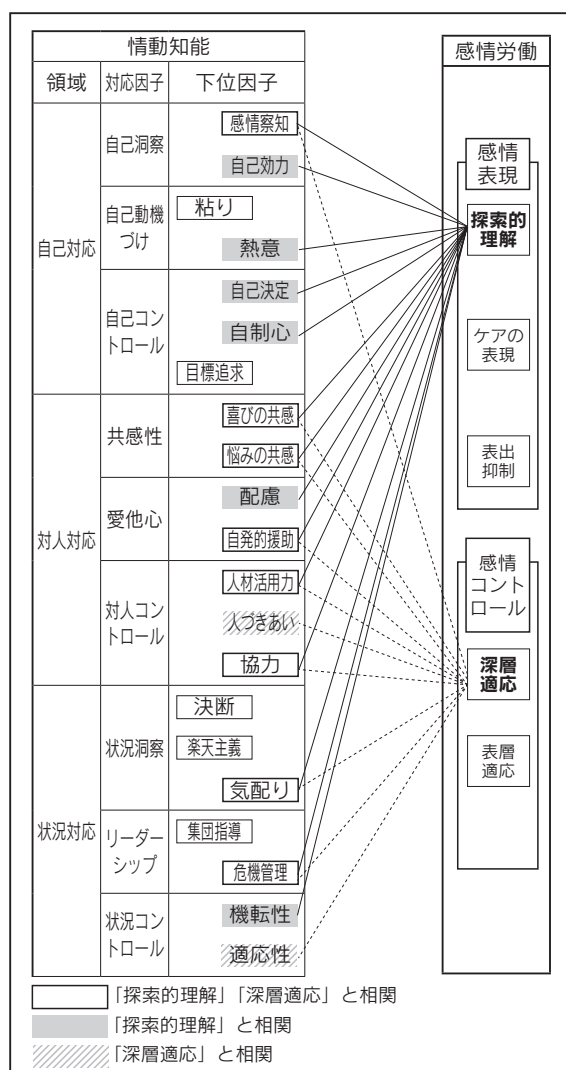 情動知能
領域 対応因子 下位因子
自己対応
自己洞察
感情察知
自己効力
自己動機
づけ
粘り
熱意
自己コン
トロール
自己決定
自制心
目標追求
対人対応
共感性
喜びの共感
悩みの共感
愛他心
配慮
自発的援助
対人コン
トロール
人材活用力
人づきあい
協力
状況対応
状況洞察
決断
楽天主義
気配り
リーダー
シップ
集団指導
危機管理
状況コン
トロール
機転性
適応性
感情労働
感情
表現
探索的
理解
ケアの
表現
表出
抑制
感情
コント
ロール
深層
適応
表層
適応
「探索的理解」「深層適応」と相関
「探索的理解」と相関
「深層適応」と相関